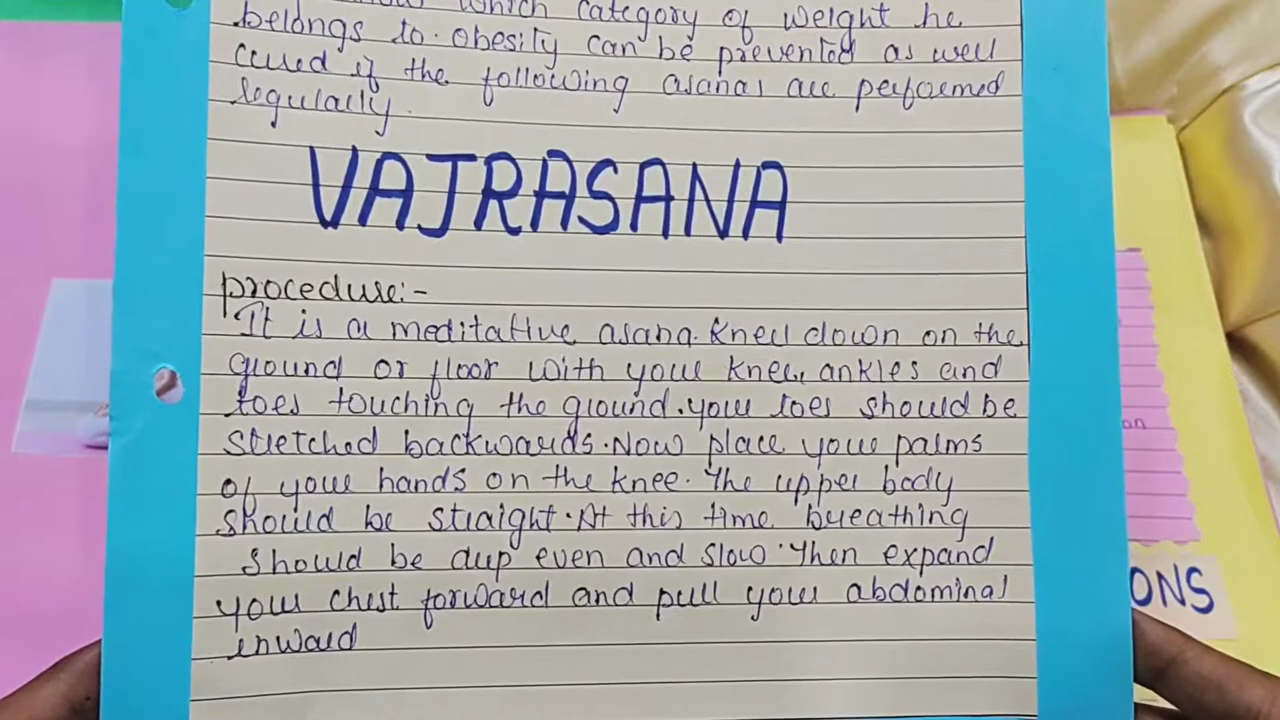 which category of weight he
belongs to. obesity can be prevented as well
cured if the following asanas are performed
regularly.
VAJRASANA
procedure:-
It is a meditative asana. Kneel down on the
ground or floor with your knee, ankles and
toes touching the ground. your toes should be
stretched backwards. Now place your palms
of your hands on the knee. The upper body
should be straight. At this time breathing
should be deep even and slow. Then expand
your chest forward and pull your abdominal
inward
on
ONS